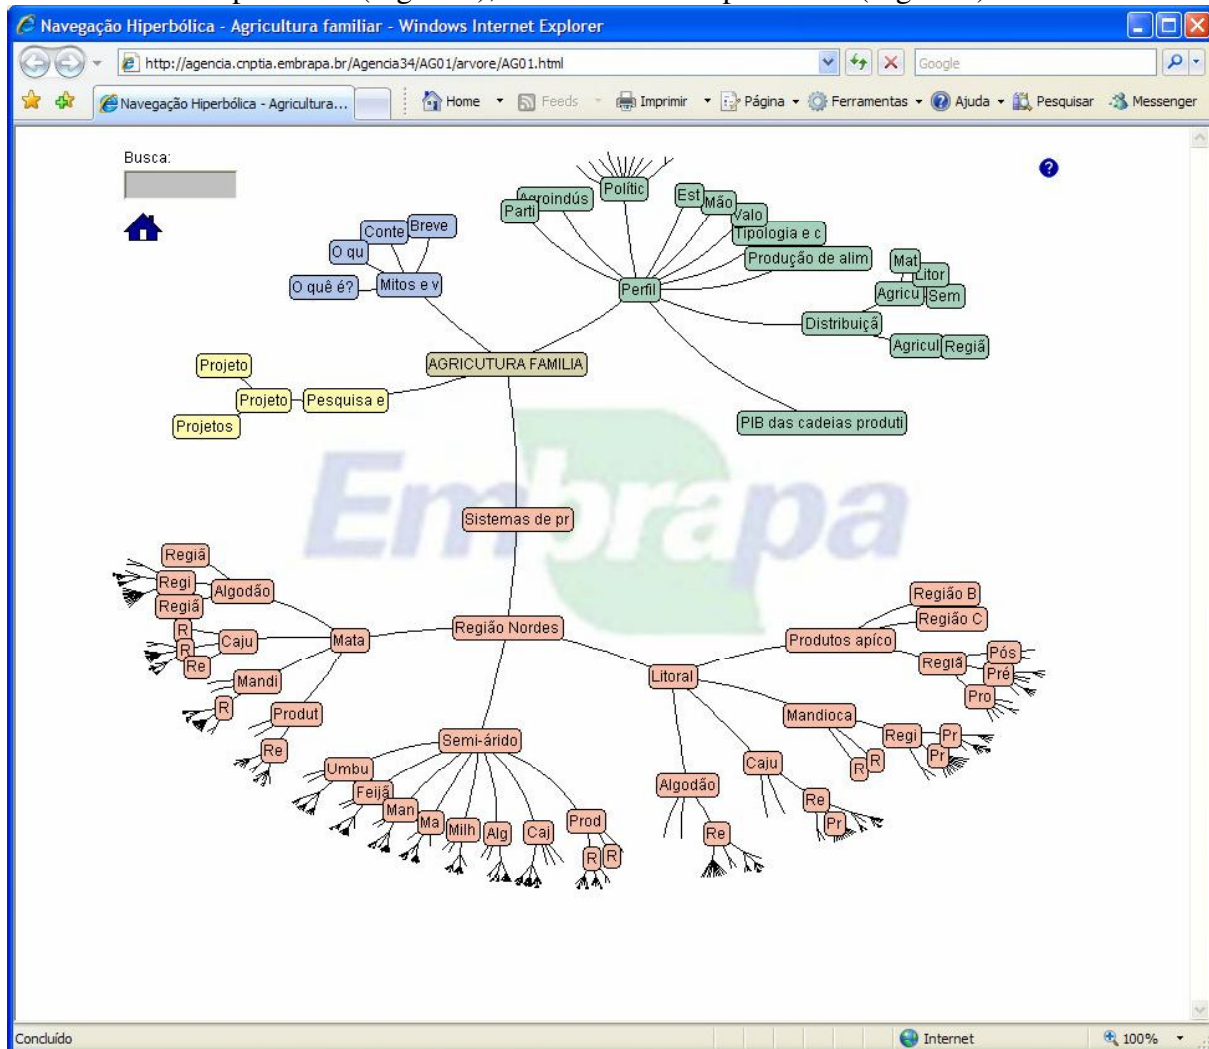 Navegação Hiperbólica - Agricultura familiar - Windows Internet Explorer
http://agencia.cnptia.embrapa.br/Agencia34/AG01/arvore/AG01.html
Google
Navegação Hiperbólica - Agricultura...
Home
Feeds
Imprimir
Página
Ferramentas
Ajuda
Pesquisar
Messenger
Busca:
Conte
Breve
O qu
O quê é?
Mitos e v
Parti
Agroindús
Polític
Est
Mão
Valo
Tipologia e c
Produção de alim
Perfil
Mat
Litor
Agricu
Sem
Distribuiçã
Agricul
Regiã
AGRICUTURA FAMILIA
PIB das cadeias produti
Projeto
Projeto
Pesquisa e
Projetos
Embrapa
Sistemas de pr
Região Nordes
Regiã
Regi
Regiã
Algodão
R
R
Re
Caju
Mata
Mandi
R
Produt
Re
Semi-árido
Umbu
Feijã
Man
Ma
Milh
Alg
Caj
Prod
R
R
Litoral
Produtos apíco
Região B
Região C
Regiã
Pós
Pré
Pro
Mandioca
Regi
Pr
Pr
R
R
Caju
Re
Pr
Algodão
Re
Concluído
Internet
100%